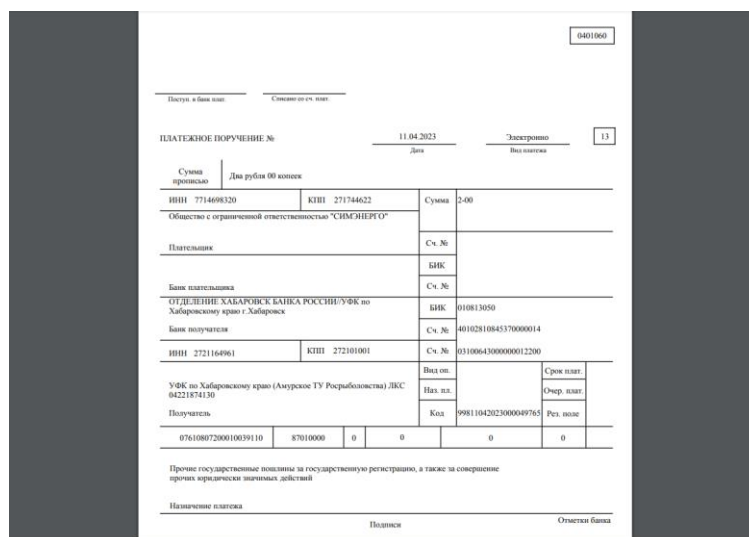 0401060
Поступ. в банк плат.
Списано со сч. плат.
ПЛАТЕЖНОЕ ПОРУЧЕНИЕ №
11.04.2023
Электронно
13
Дата
Вид платежа
Сумма прописью
Два рубля 00 копеек
ИНН 7714698320
КПП 271744622
Сумма
2-00
Общество с ограниченной ответственностью "СИМЭНЕРГО"
Плательщик
Сч. №
БИК
Банк плательщика
Сч. №
ОТДЕЛЕНИЕ ХАБАРОВСК БАНКА РОССИИ//УФК по
Хабаровскому краю г.Хабаровск
БИК
010813050
Банк получателя
Сч. №
40102810845370000014
ИНН 2721164961
КПП 272101001
Сч. №
03100643000000012200
Вид оп.
Срок плат.
УФК по Хабаровскому краю (Амурское ТУ Росрыболовства) ЛКС
04221874130
Наз. пл.
Очер. плат.
Получатель
Код
99811042023000049765
Рез. поле
07610807200010039110
87010000
0
0
0
0
Прочие государственные пошлины за государственную регистрацию, а также за совершение
прочих юридически значимых действий
Назначение платежа
Подписи
Отметки банка